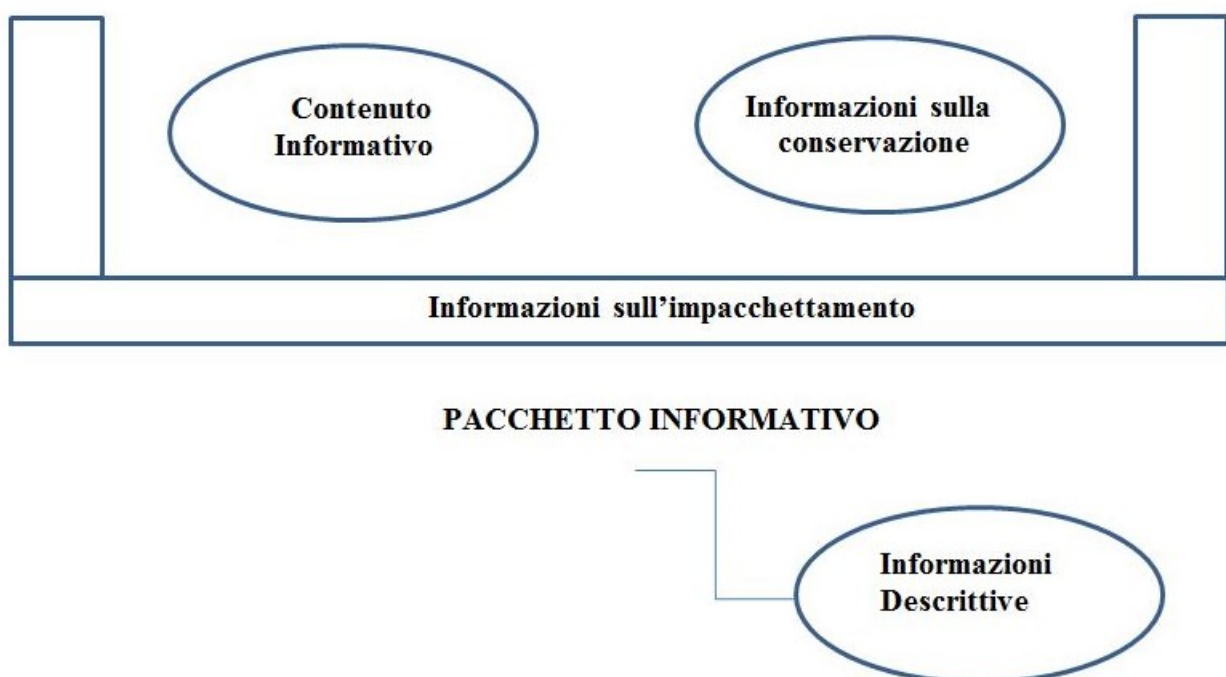 Contenuto
Informativo
Informazioni sulla
conservazione
Informazioni sull’impacchettamento
PACCHETTO INFORMATIVO
Informazioni
Descrittive